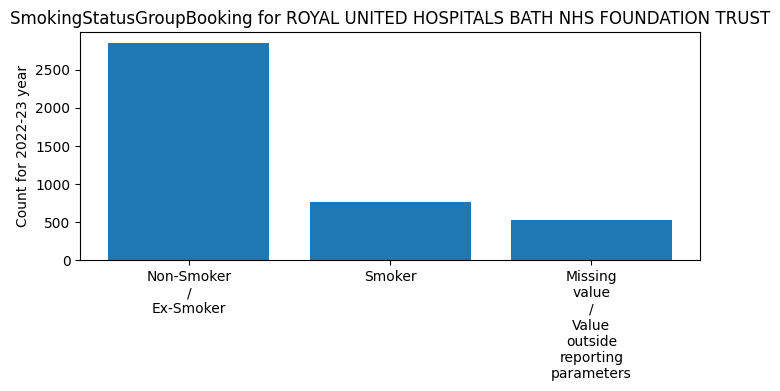 SmokingStatusGroupBooking for ROYAL UNITED HOSPITALS BATH NHS FOUNDATION TRUST
Count for 2022-23 year
2500
2000
1500
1000
500
0
Non-Smoker
/
Ex-Smoker
Smoker
Missing
value
/
Value
outside
reporting
parameters